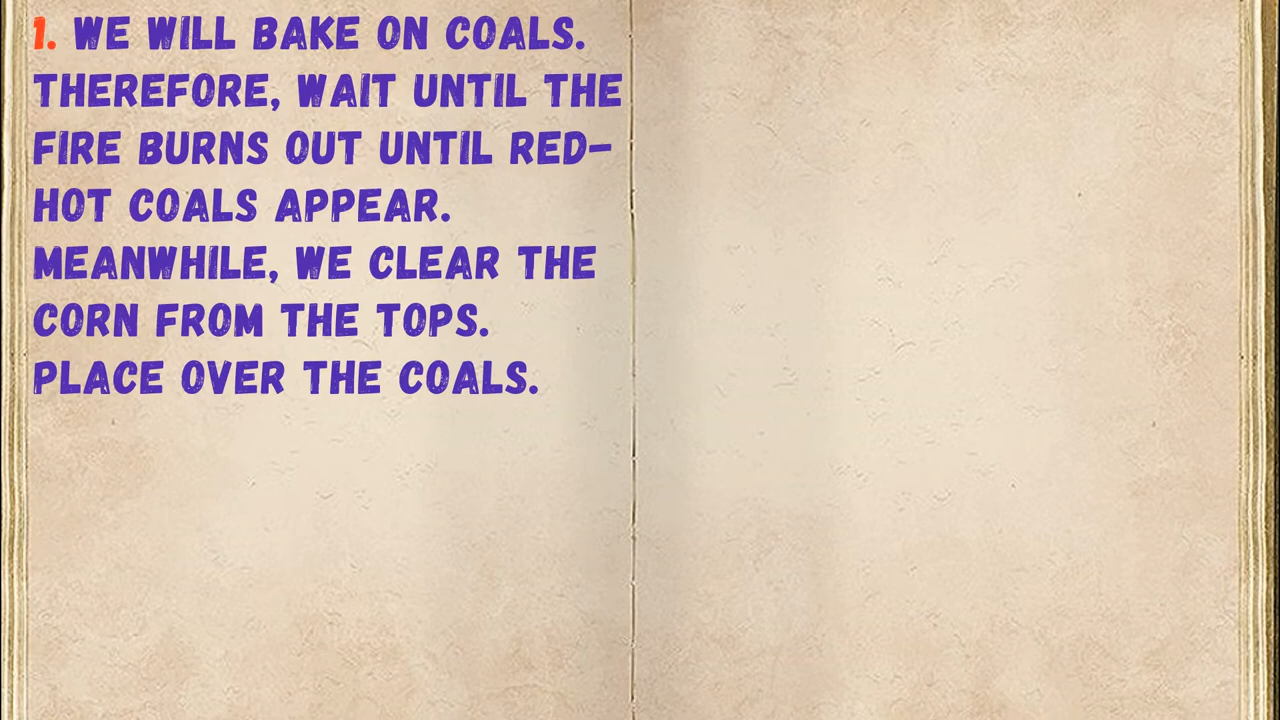 1. WE WILL BAKE ON COALS.
THEREFORE, WAIT UNTIL THE
FIRE BURNS OUT UNTIL RED-
HOT COALS APPEAR.
MEANWHILE, WE CLEAR THE
CORN FROM THE TOPS.
PLACE OVER THE COALS.